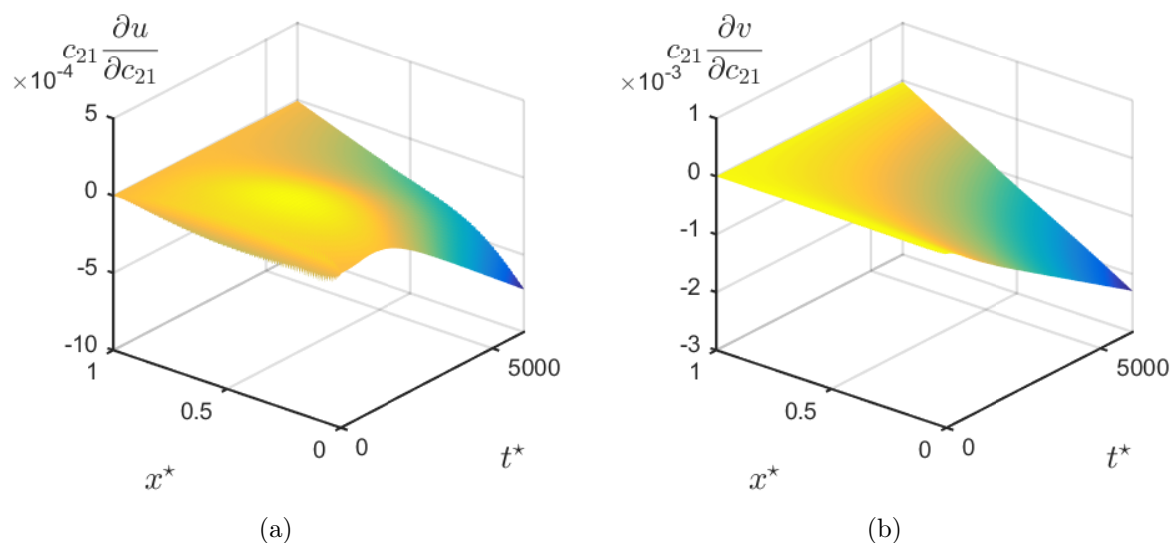 c₂₁ ∂u/∂c₂₁
×10⁻⁴
5
0
-5
-10
1
0.5
0
0
5000
x⋆
t⋆
(a)
c₂₁ ∂v/∂c₂₁
×10⁻³
1
0
-1
-2
-3
1
0.5
0
0
5000
x⋆
t⋆
(b)